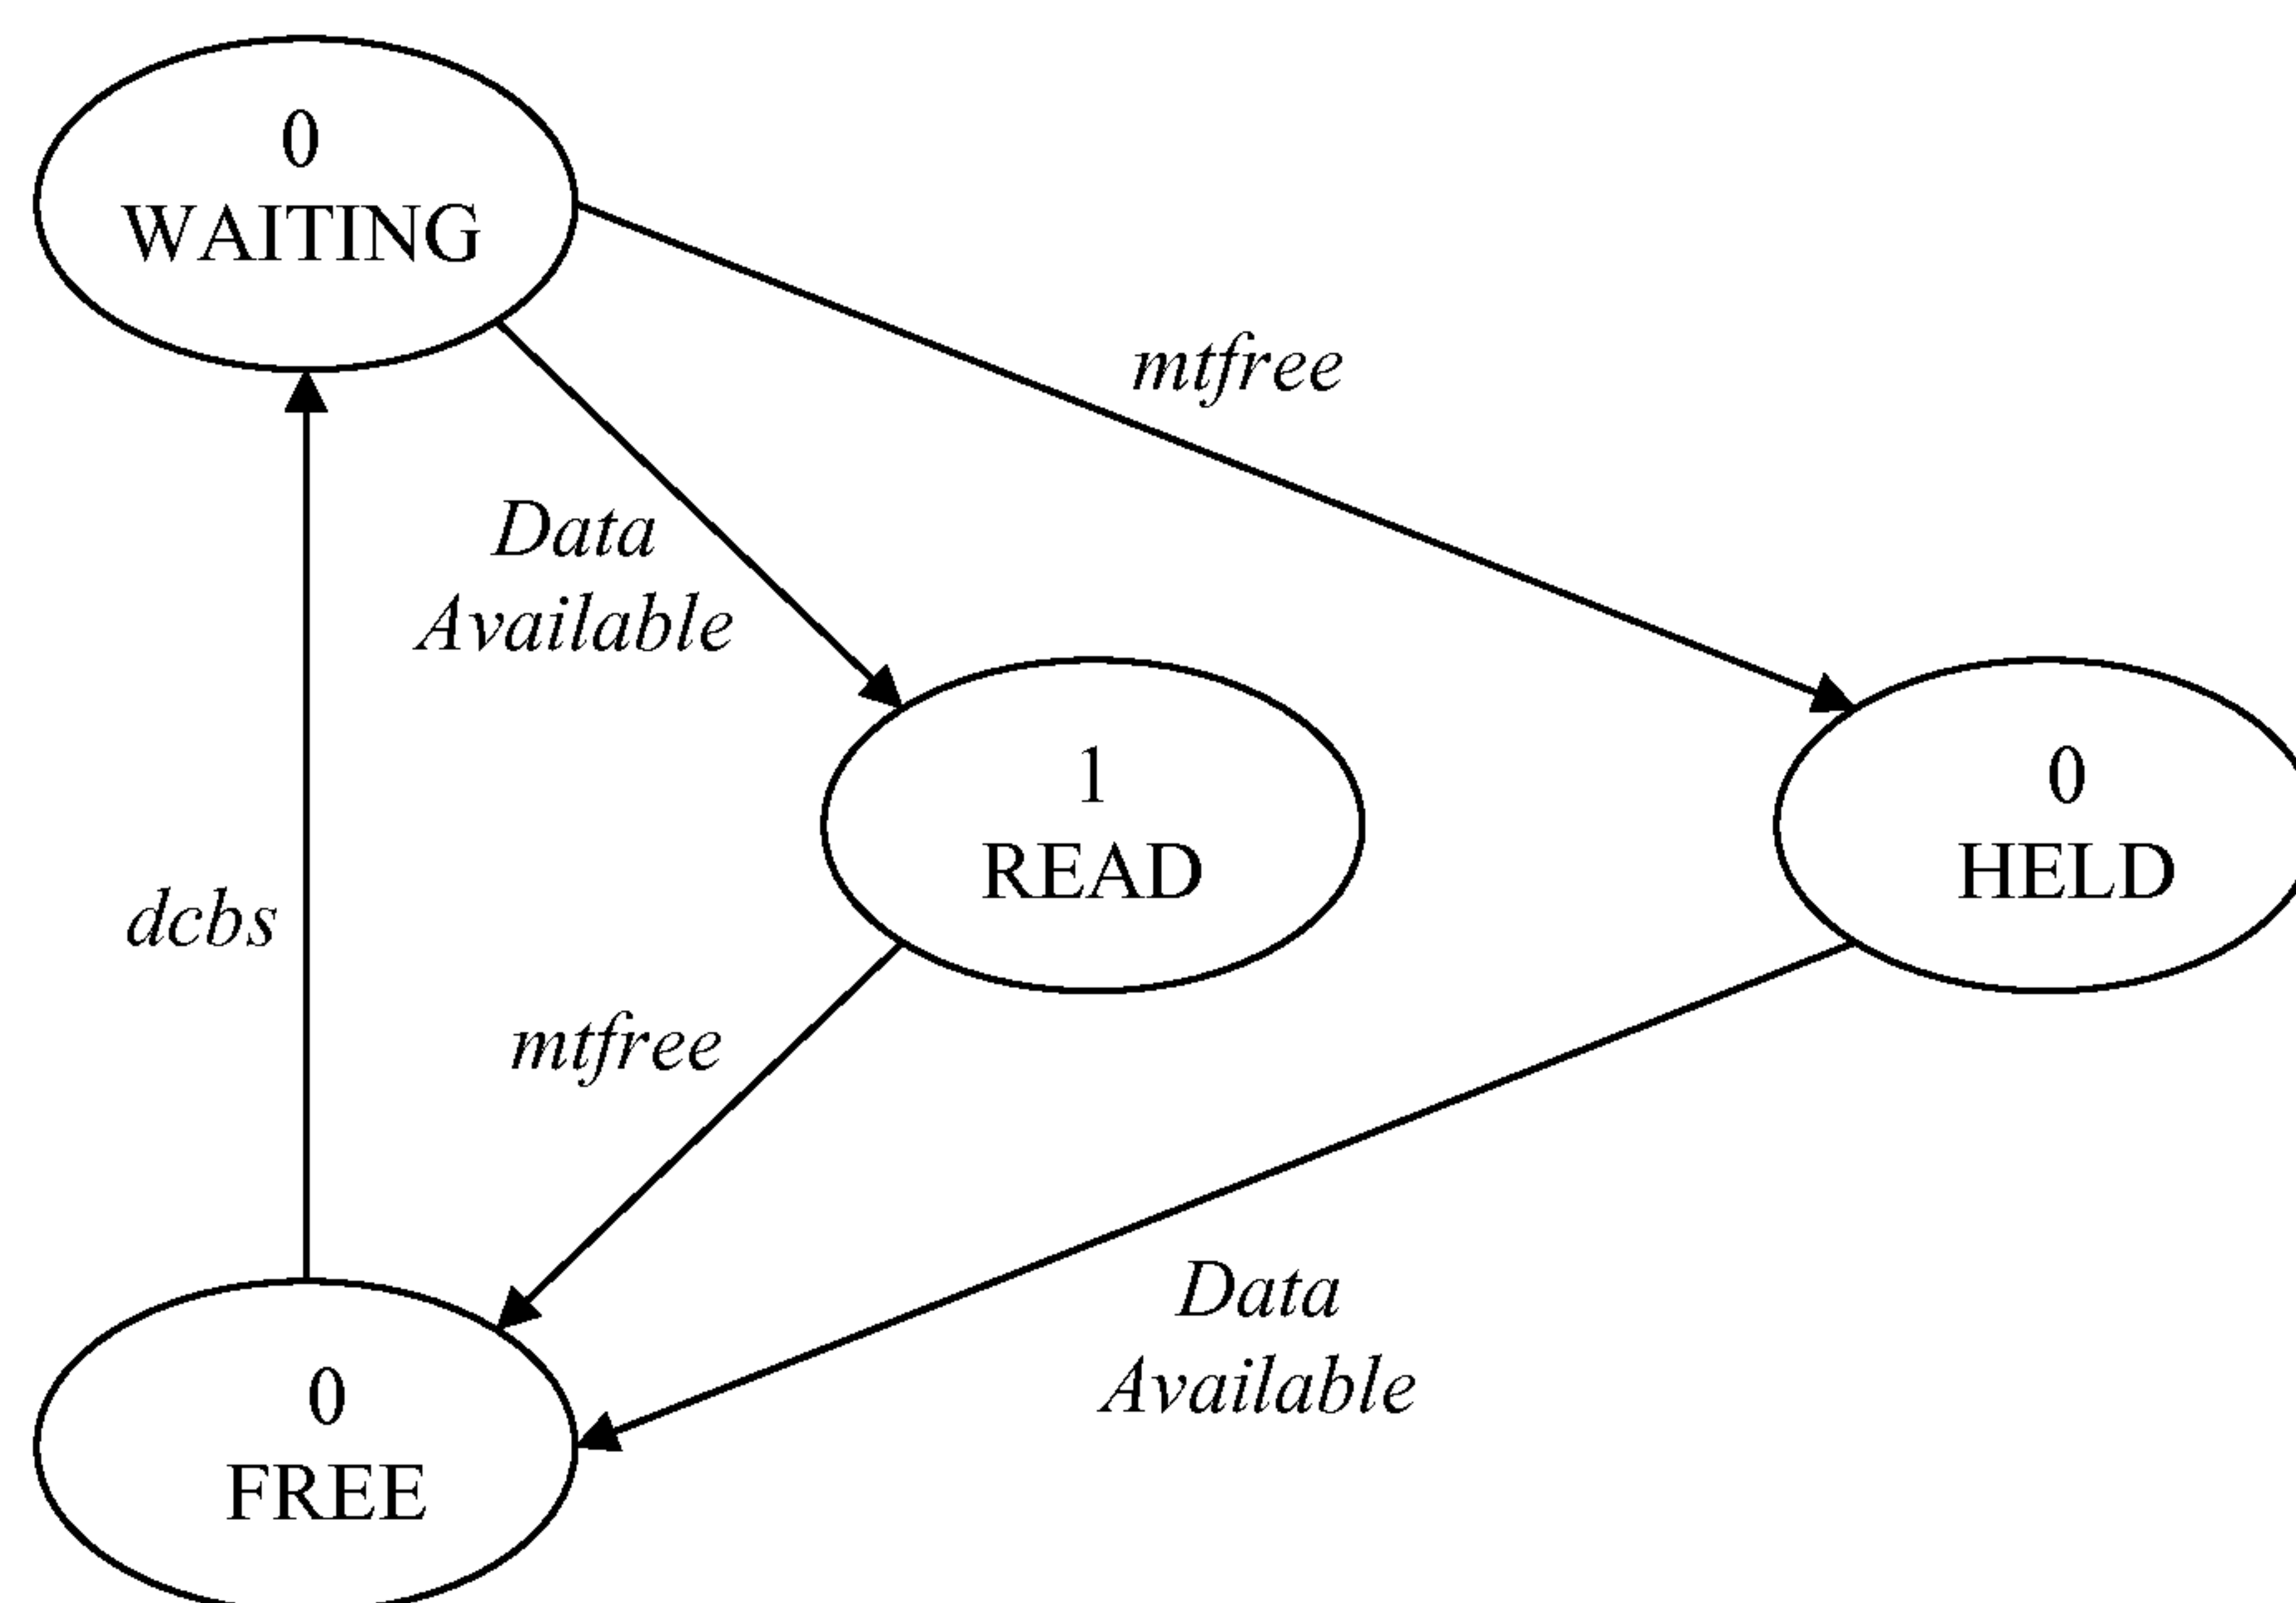 0
WAITING
mtfree
Data
Available
1
READ
0
HELD
dcbs
mtfree
Data
Available
0
FREE